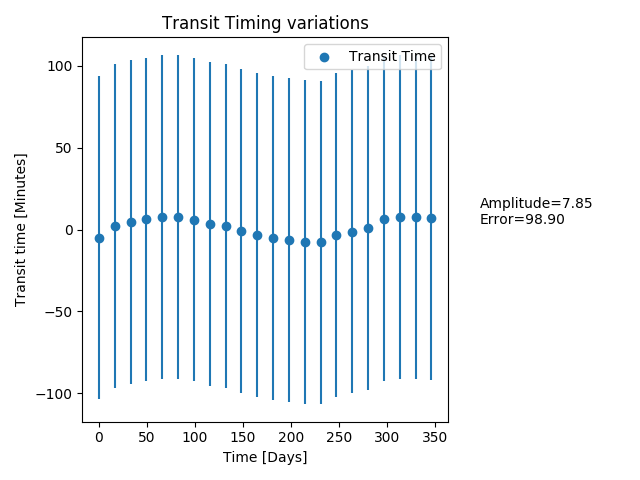 Transit Timing variations
Transit Time
Transit time [Minutes]
100
50
0
−50
−100
Amplitude=7.85
Error=98.90
0 50 100 150 200 250 300 350
Time [Days]